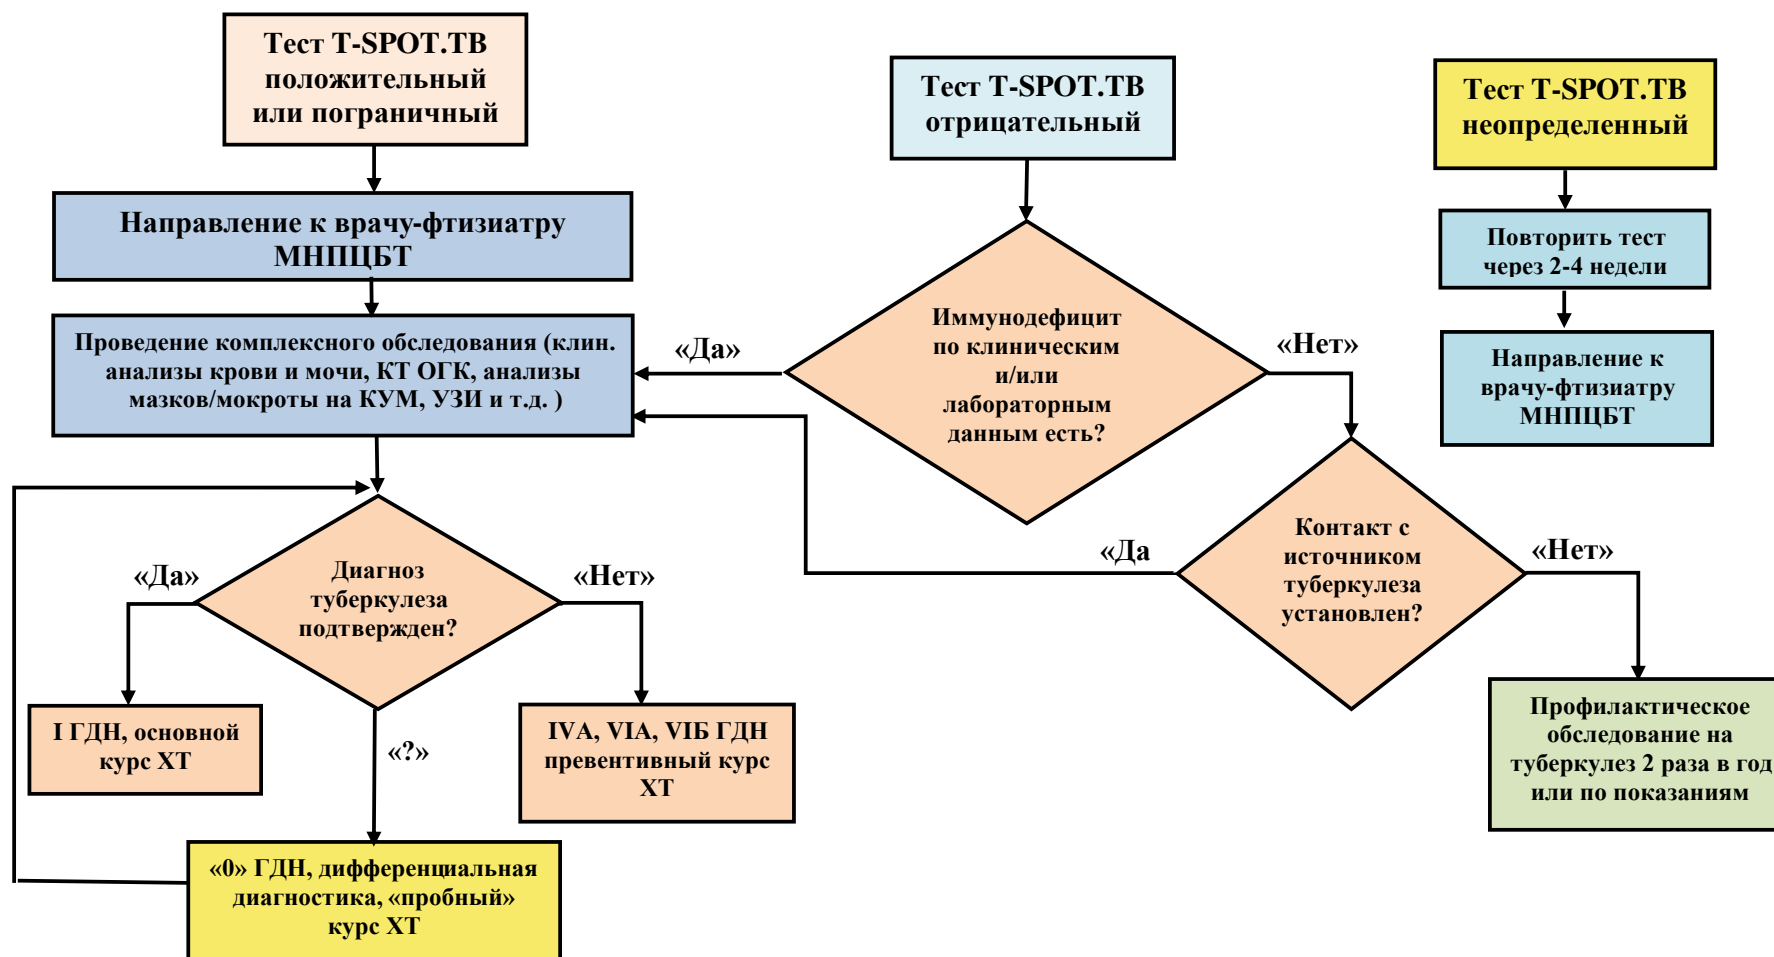 Тест T-SPOT.TB
положительный
или пограничный
Тест T-SPOT.TB
отрицательный
Тест T-SPOT.TB
неопределенный
Направление к врачу-фтизиатру
МНПЦБТ
Повторить тест
через 2-4 недели
Проведение комплексного обследования (клин.
анализы крови и мочи, КТ ОГК, анализы
мазков/мокроты на КУМ, УЗИ и т.д. )
«Да»
Иммунодефицит
по клиническим
и/или
лабораторным
данным есть?
«Нет»
Направление к
врачу-фтизиатру
МНПЦБТ
«Да»
Диагноз
туберкулеза
подтвержден?
«Нет»
«Да
Контакт с
источником
туберкулеза
установлен?
«Нет»
I ГДН, основной
курс ХТ
«?»
IVA, VIA, VIБ ГДН
превентивный курс
ХТ
Профилактическое
обследование на
туберкулез 2 раза в год
или по показаниям
«0» ГДН, дифференциальная
диагностика, «пробный»
курс ХТ